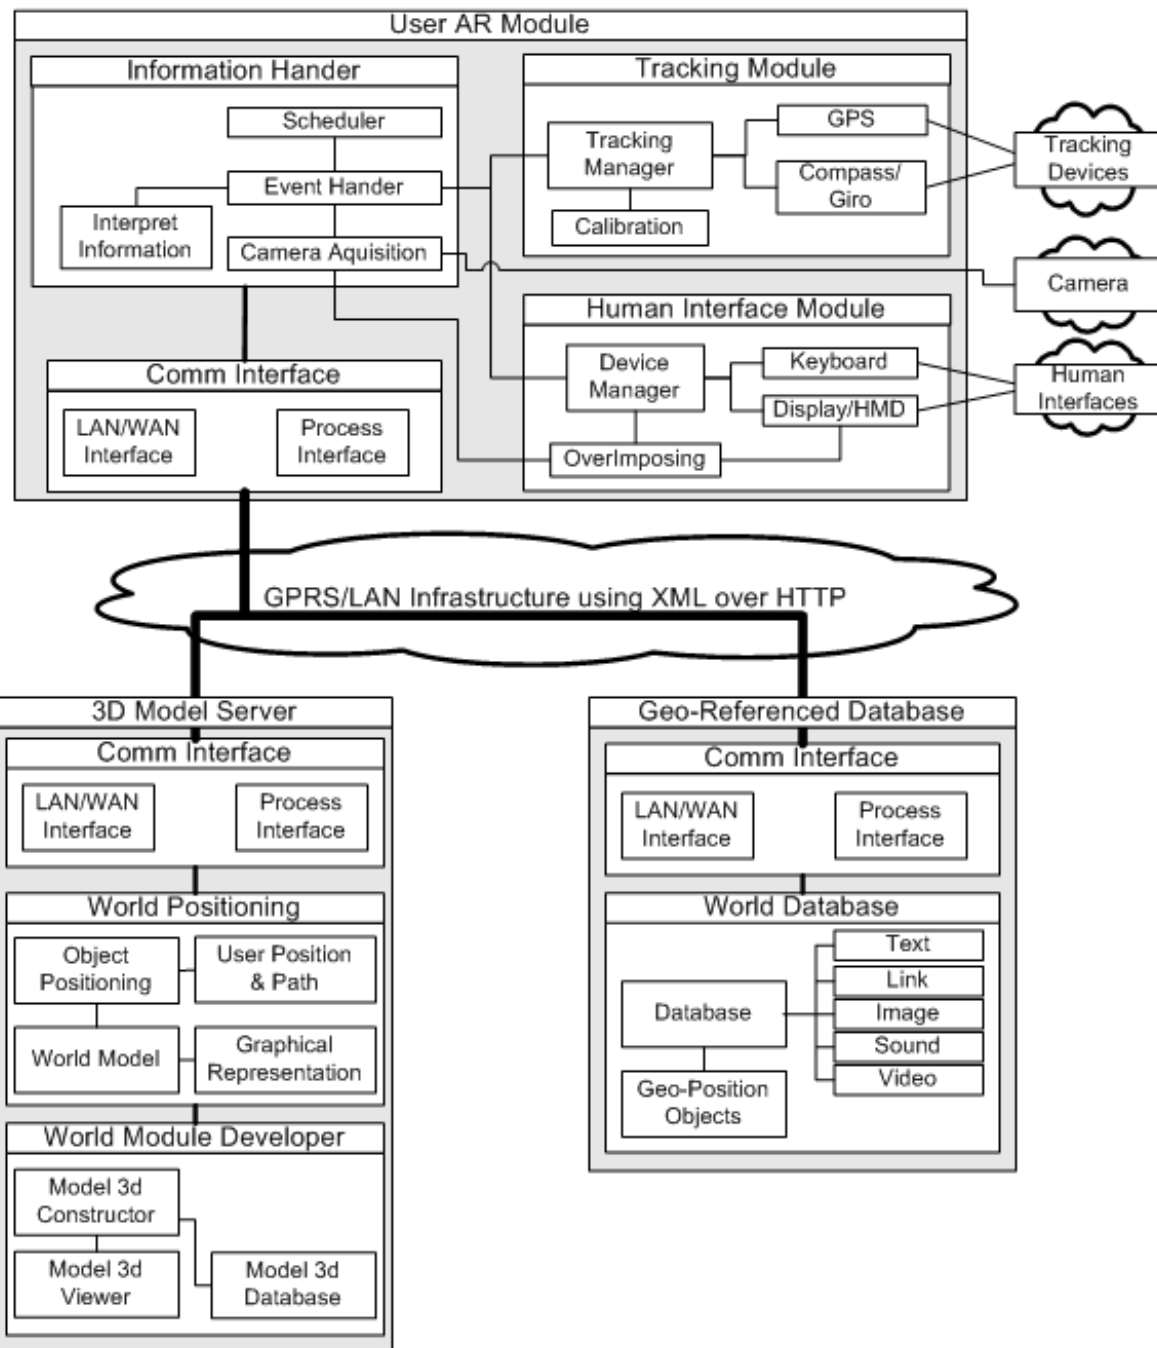 User AR Module
Information Hander
Scheduler
Event Hander
Interpret
Information
Camera Aquisition
Tracking Module
Tracking
Manager
GPS
Compass/
Giro
Calibration
Tracking
Devices
Camera
Human Interface Module
Device
Manager
Keyboard
Display/HMD
OverImposing
Human
Interfaces
Comm Interface
LAN/WAN
Interface
Process
Interface
GPRS/LAN Infrastructure using XML over HTTP
3D Model Server
Comm Interface
LAN/WAN
Interface
Process
Interface
World Positioning
Object
Positioning
User Position
& Path
World Model
Graphical
Representation
World Module Developer
Model 3d
Constructor
Model 3d
Viewer
Model 3d
Database
Geo-Referenced Database
Comm Interface
LAN/WAN
Interface
Process
Interface
World Database
Database
Geo-Position
Objects
Text
Link
Image
Sound
Video